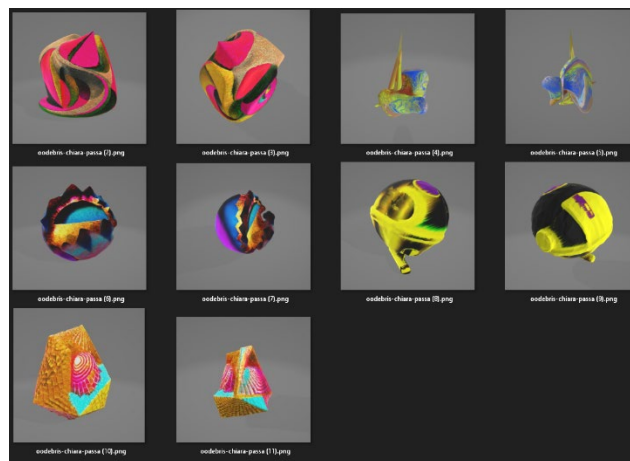 oodebris-chiara-passa (2).png
oodebris-chiara-passa (3).png
oodebris-chiara-passa (4).png
oodebris-chiara-passa (5).png
oodebris-chiara-passa (6).png
oodebris-chiara-passa (7).png
oodebris-chiara-passa (8).png
oodebris-chiara-passa (9).png
oodebris-chiara-passa (10).png
oodebris-chiara-passa (11).png